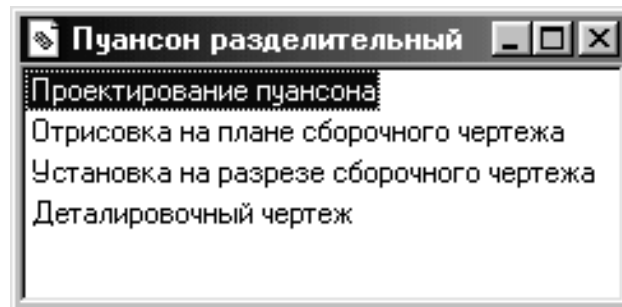 Пуансон разделительный
Проектирование пуансона
Отрисовка на плане сборочного чертежа
Установка на разрезе сборочного чертежа
Деталировочный чертеж